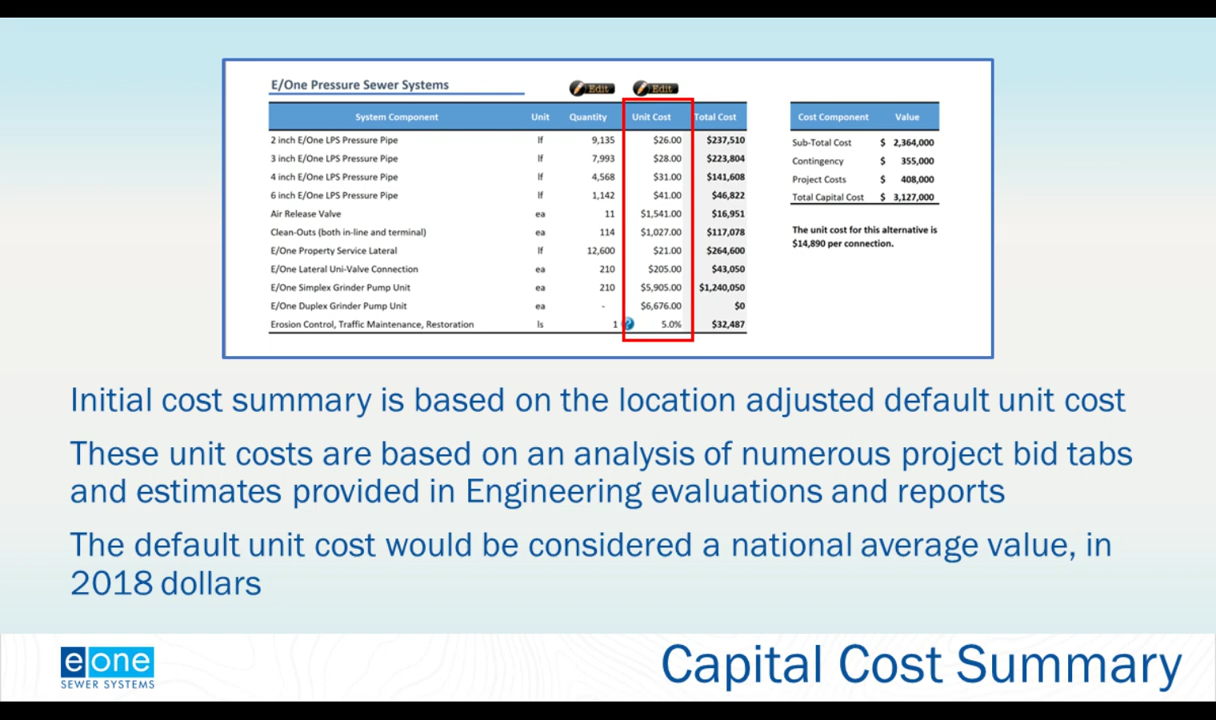 E/One Pressure Sewer Systems
Edit Edit
System Component Unit Quantity Unit Cost Total Cost
2 inch E/One LPS Pressure Pipe lf 9,135 $26.00 $237,510
3 inch E/One LPS Pressure Pipe lf 7,993 $28.00 $223,804
4 inch E/One LPS Pressure Pipe lf 4,568 $31.00 $141,608
6 inch E/One LPS Pressure Pipe lf 1,142 $41.00 $46,822
Air Release Valve ea 11 $1,541.00 $16,951
Clean-Outs (both in-line and terminal) ea 114 $1,027.00 $117,078
E/One Property Service Lateral lf 12,600 $21.00 $264,600
E/One Lateral Uni-Valve Connection ea 210 $205.00 $43,050
E/One Simplex Grinder Pump Unit ea 210 $5,905.00 $1,240,050
E/One Duplex Grinder Pump Unit ea - $6,676.00 $0
Erosion Control, Traffic Maintenance, Restoration ls 1 ? 5.0% $32,487
Cost Component Value
Sub-Total Cost $ 2,364,000
Contingency $ 355,000
Project Costs $ 408,000
Total Capital Cost $ 3,127,000
The unit cost for this alternative is
$14,890 per connection.
Initial cost summary is based on the location adjusted default unit cost
These unit costs are based on an analysis of numerous project bid tabs
and estimates provided in Engineering evaluations and reports
The default unit cost would be considered a national average value, in
2018 dollars
e one
SEWER SYSTEMS
Capital Cost Summary